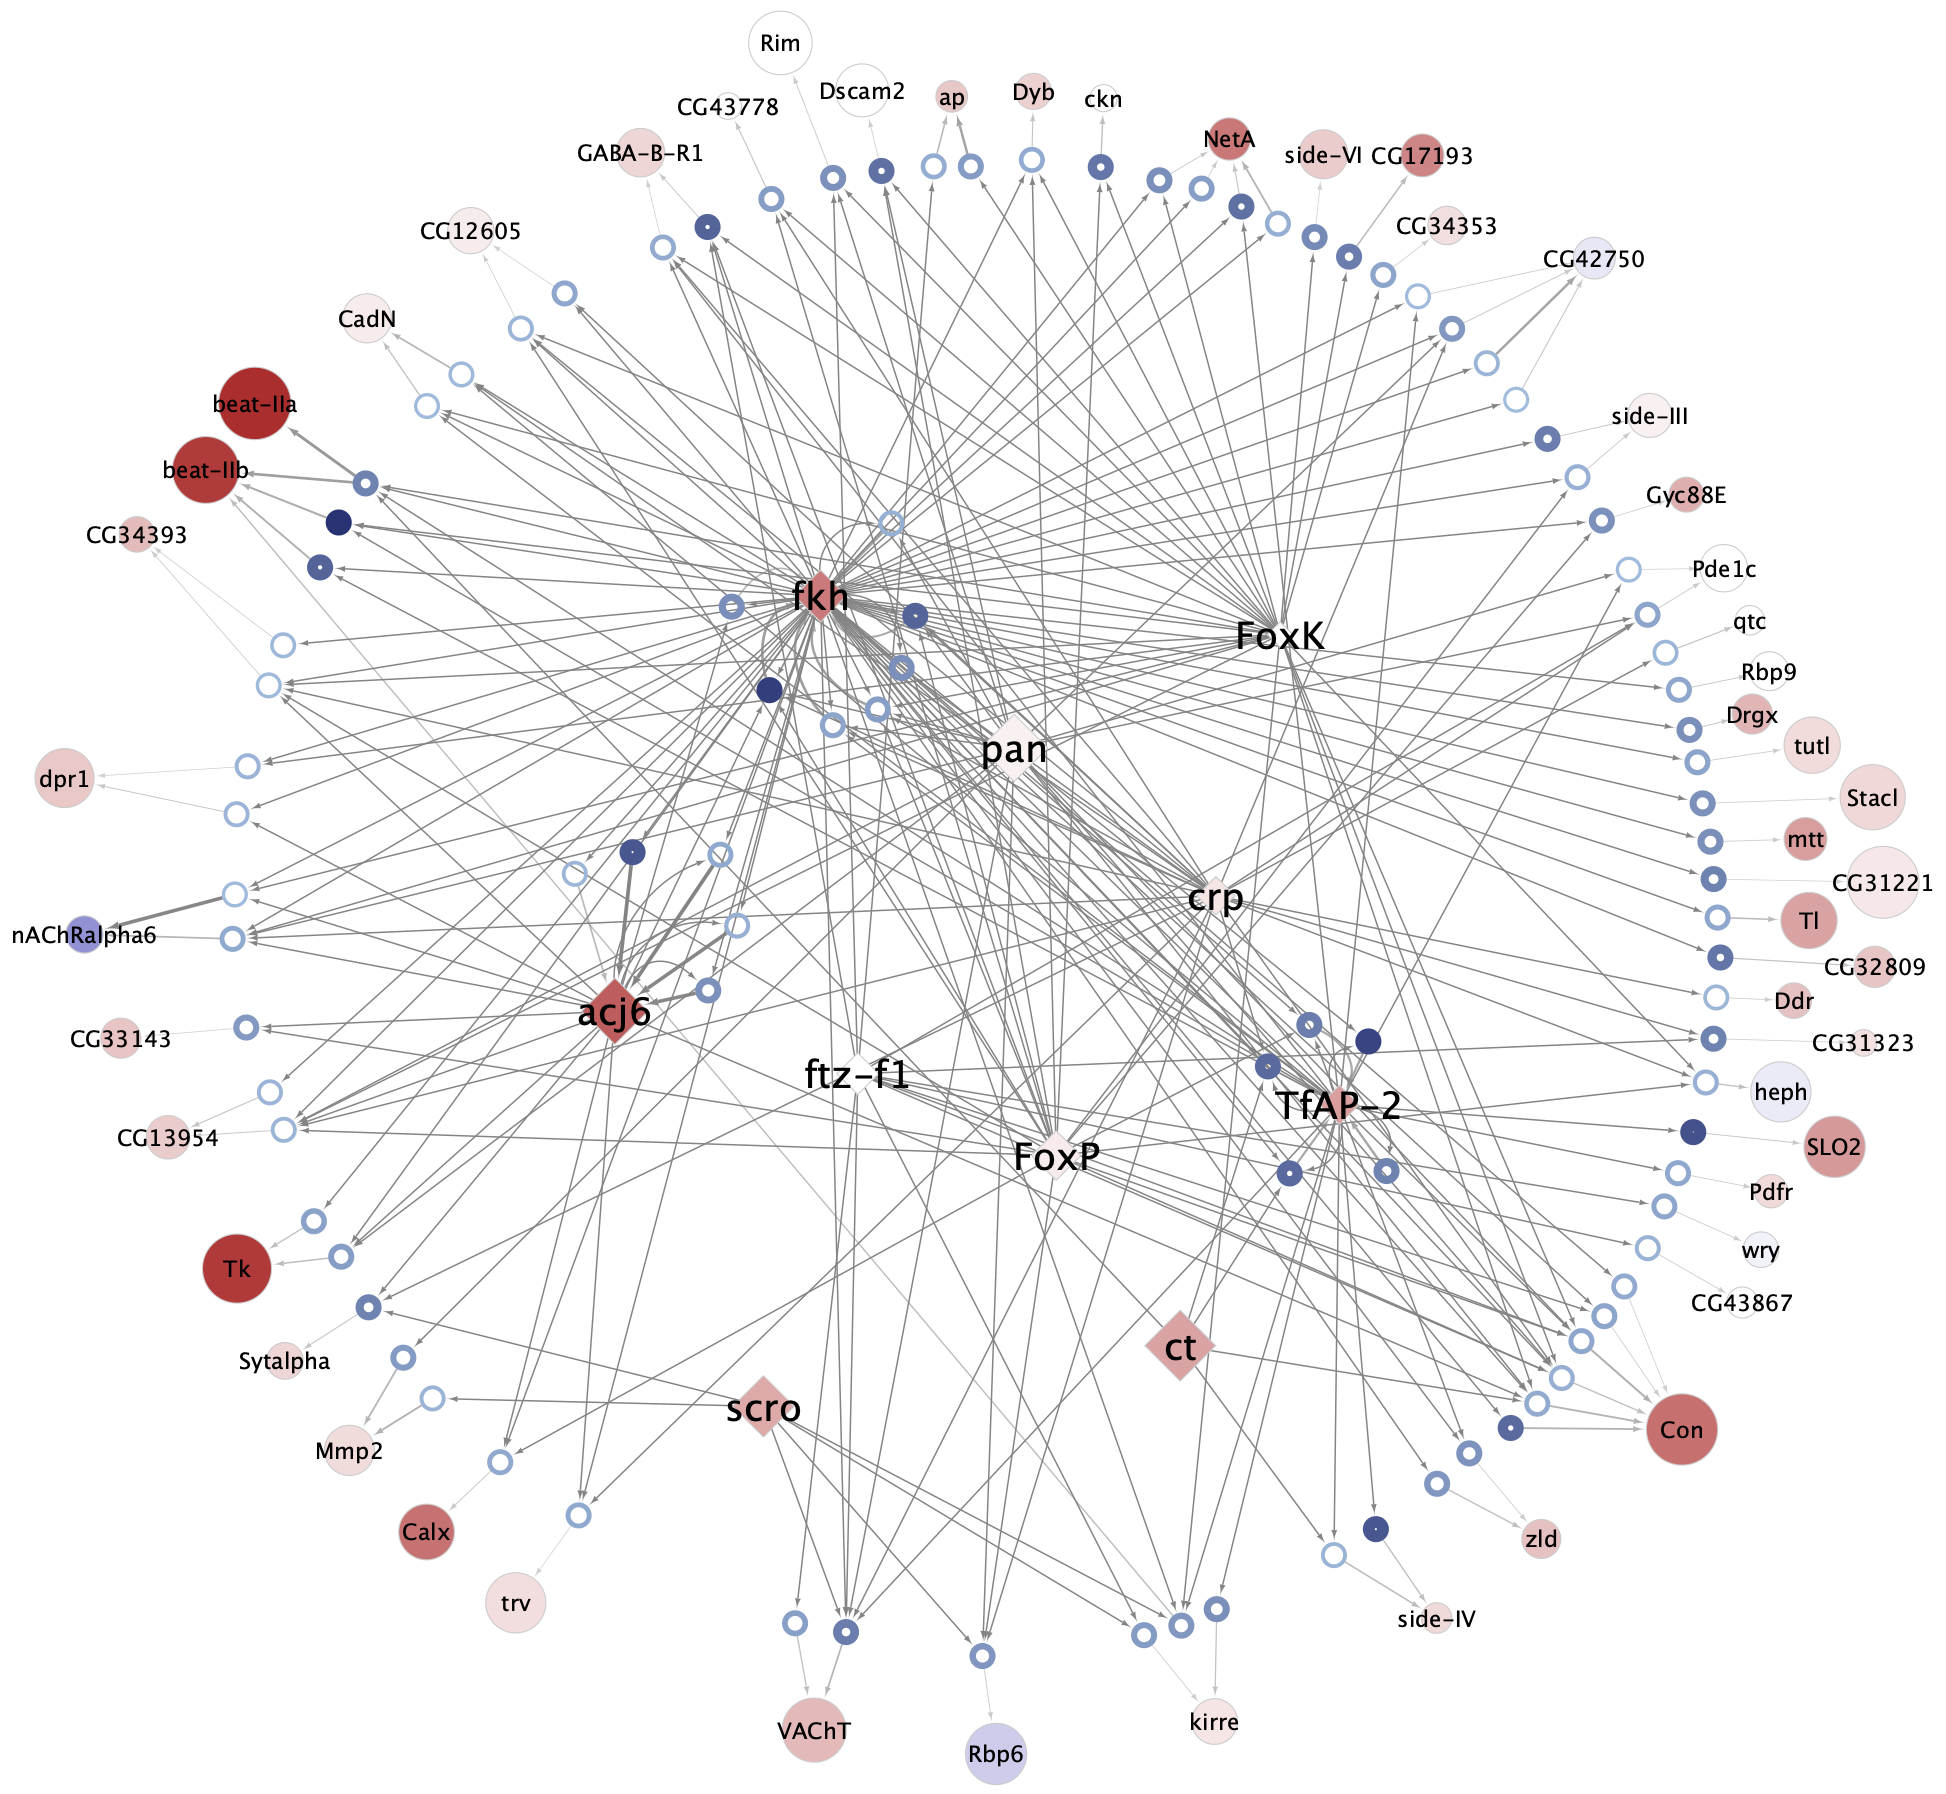 Rim
Dscam2
ap
Dyb
ckn
CG43778
NetA
GABA-B-R1
side-VI
CG17193
CG12605
CG34353
CG42750
CadN
beat-IIa
side-III
beat-IIb
Gyc88E
CG34393
Pde1c
fkh
FoxK
qtc
Rbp9
Drgx
pan
tutl
dpr1
Stacl
mtt
CG31221
crp
Tl
nAChRalpha6
CG32809
acj6
Ddr
CG33143
CG31323
ftz-f1
TfAP-2
heph
CG13954
SLO2
FoxP
Pdfr
wry
Tk
CG43867
Sytalpha
ct
scro
Con
Mmp2
Calx
zld
trv
side-IV
VAChT
kirre
Rbp6